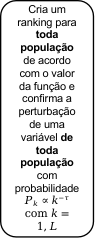 Cria um
ranking para
toda
população
de acordo
com o valor
da função e
confirma a
perturbação
de uma
variável de
toda
população
com
probabilidade
P_k ∝ k^{-τ}
com k =
1, L